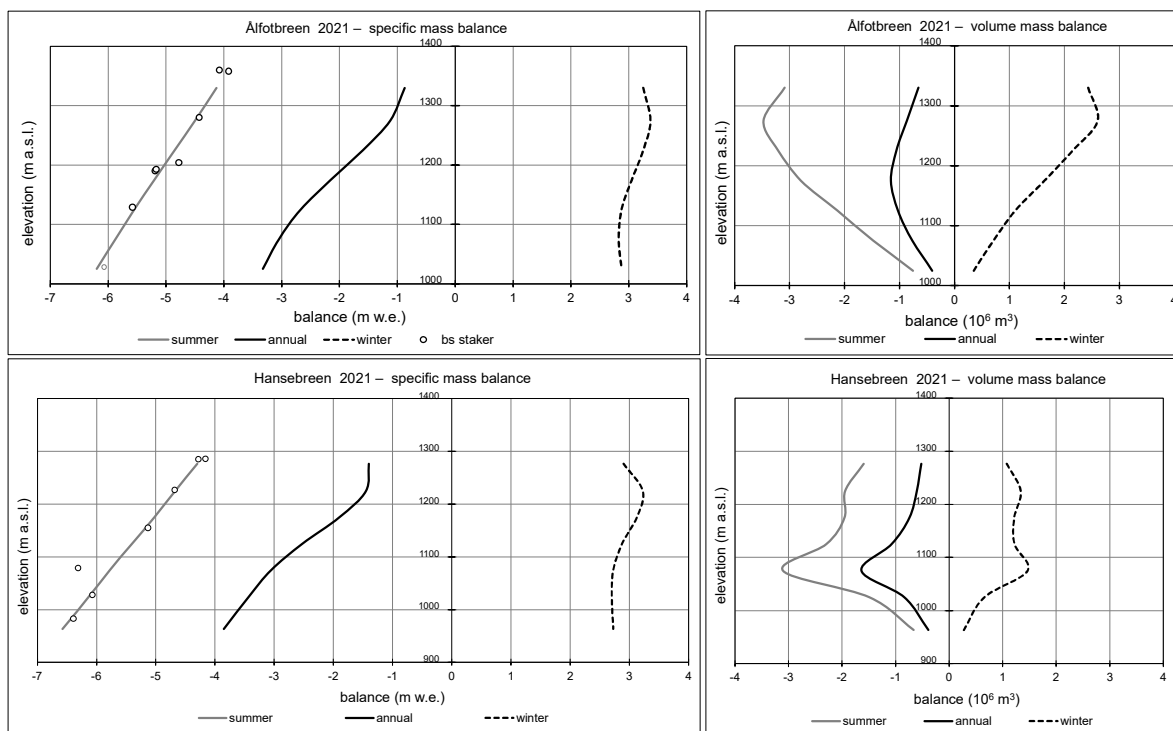 Ålfotbreen 2021 – specific mass balance
elevation (m a.s.l.)
1400
1300
1200
1100
1000
-7 -6 -5 -4 -3 -2 -1 0 1 2 3 4
balance (m w.e.)
summer annual winter bs staker
Ålfotbreen 2021 – volume mass balance
elevation (m a.s.l.)
1400
1300
1200
1100
1000
-4 -3 -2 -1 0 1 2 3 4
balance (10⁶ m³)
summer annual winter
Hansebreen 2021 – specific mass balance
elevation (m a.s.l.)
1400
1300
1200
1100
1000
900
-7 -6 -5 -4 -3 -2 -1 0 1 2 3 4
balance (m w.e.)
summer annual winter
Hansebreen 2021 – volume mass balance
elevation (m a.s.l.)
1400
1300
1200
1100
1000
900
-4 -3 -2 -1 0 1 2 3 4
balance (10⁶ m³)
summer annual winter